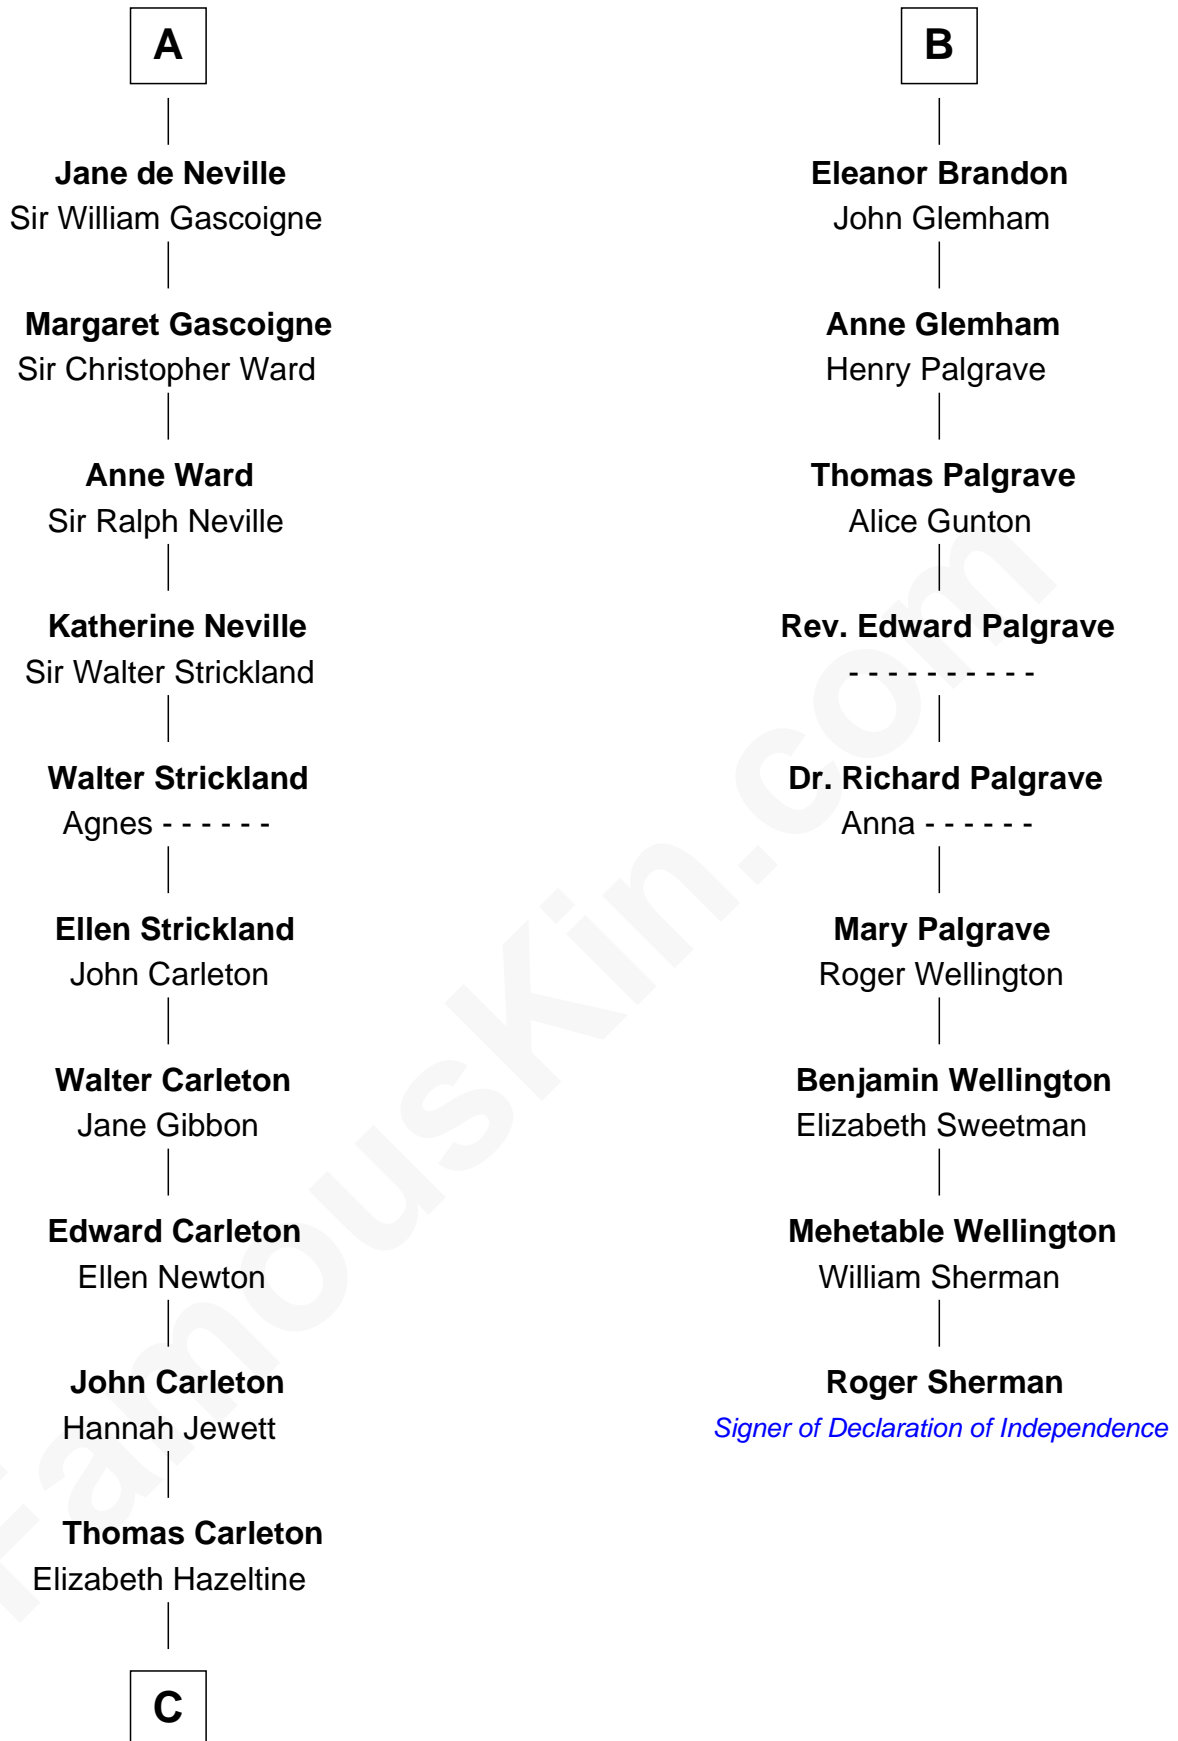 A
Jane de Neville
Sir William Gascoigne
Margaret Gascoigne
Sir Christopher Ward
Anne Ward
Sir Ralph Neville
Katherine Neville
Sir Walter Strickland
Walter Strickland
Agnes - - - - - -
Ellen Strickland
John Carleton
Walter Carleton
Jane Gibbon
Edward Carleton
Ellen Newton
John Carleton
Hannah Jewett
Thomas Carleton
Elizabeth Hazeltine
C
B
Eleanor Brandon
John Glemham
Anne Glemham
Henry Palgrave
Thomas Palgrave
Alice Gunton
Rev. Edward Palgrave
- - - - - - - - - -
Dr. Richard Palgrave
Anna - - - - - -
Mary Palgrave
Roger Wellington
Benjamin Wellington
Elizabeth Sweetman
Mehetable Wellington
William Sherman
Roger Sherman
Signer of Declaration of Independence
FamousKin.com